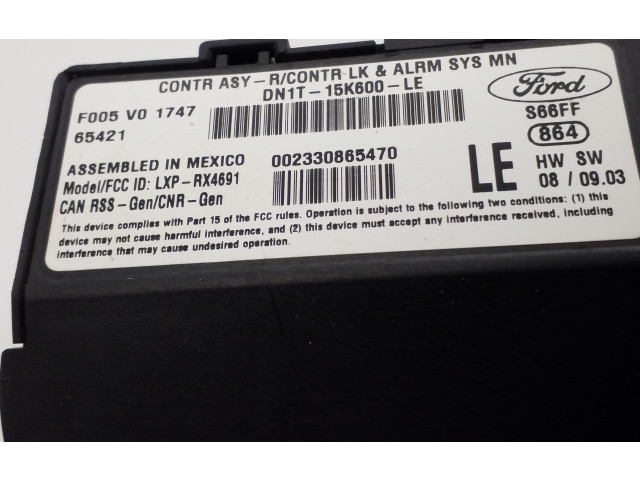 CONTR ASY-R/CONTR LK & ALRM SYS MN
DN1T-15K600-LE
Ford
F005 V0 1747
65421
S66FF
864
ASSEMBLED IN MEXICO
002330865470
LE
HW SW
Model/FCC ID: LXP-RX4691
08 / 09.03
CAN RSS-Gen/CNR-Gen
This device complies with Part 15 of the FCC rules. Operation is subject to the following two conditions: (1) this
device may not cause harmful interference, and (2) this device must accept any interference received, including
interference that may cause undesired operation.